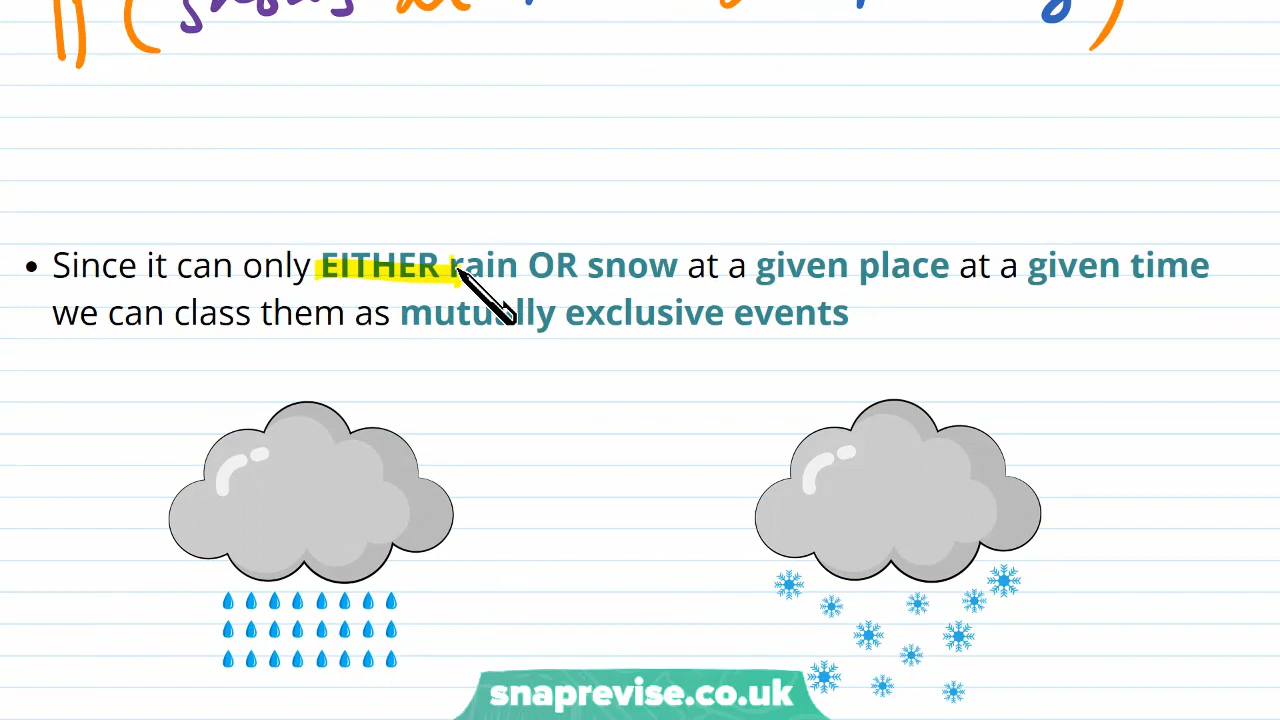 • Since it can only EITHER rain OR snow at a given place at a given time
we can class them as mutually exclusive events
snaprevise.co.uk